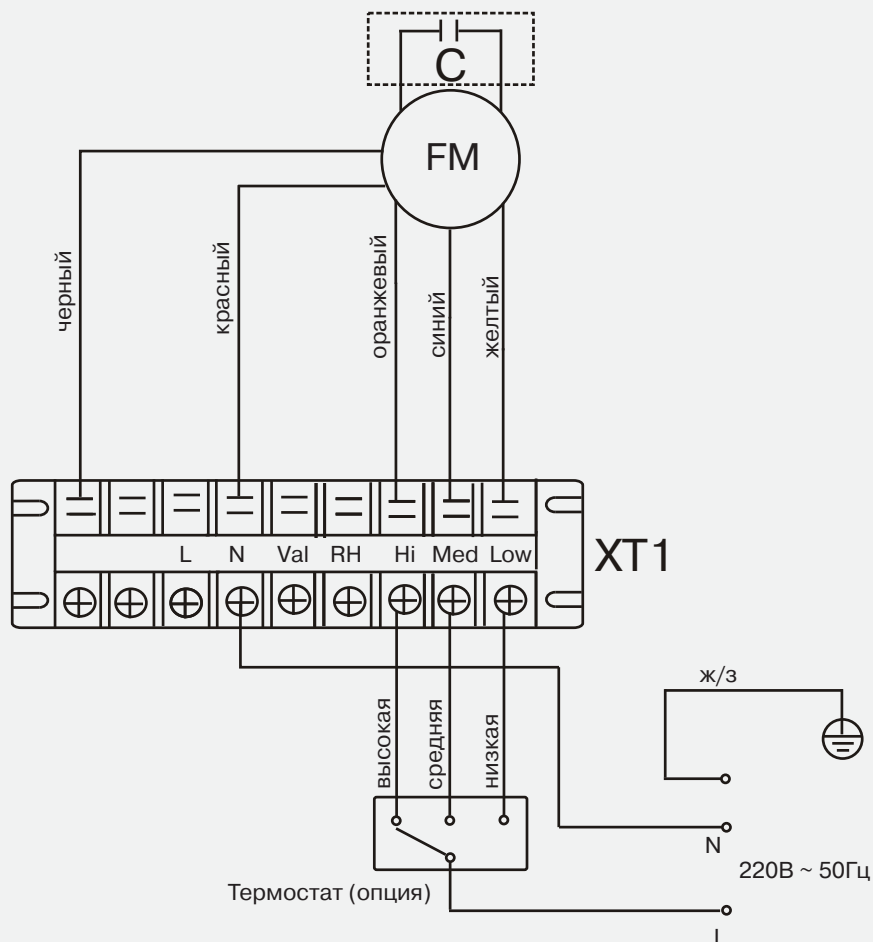 C
FM
черный
красный
оранжевый
синий
желтый
L N Val RH Hi Med Low
XT1
ж/з
высокая
средняя
низкая
N
220В ~ 50Гц
Термостат (опция)
L